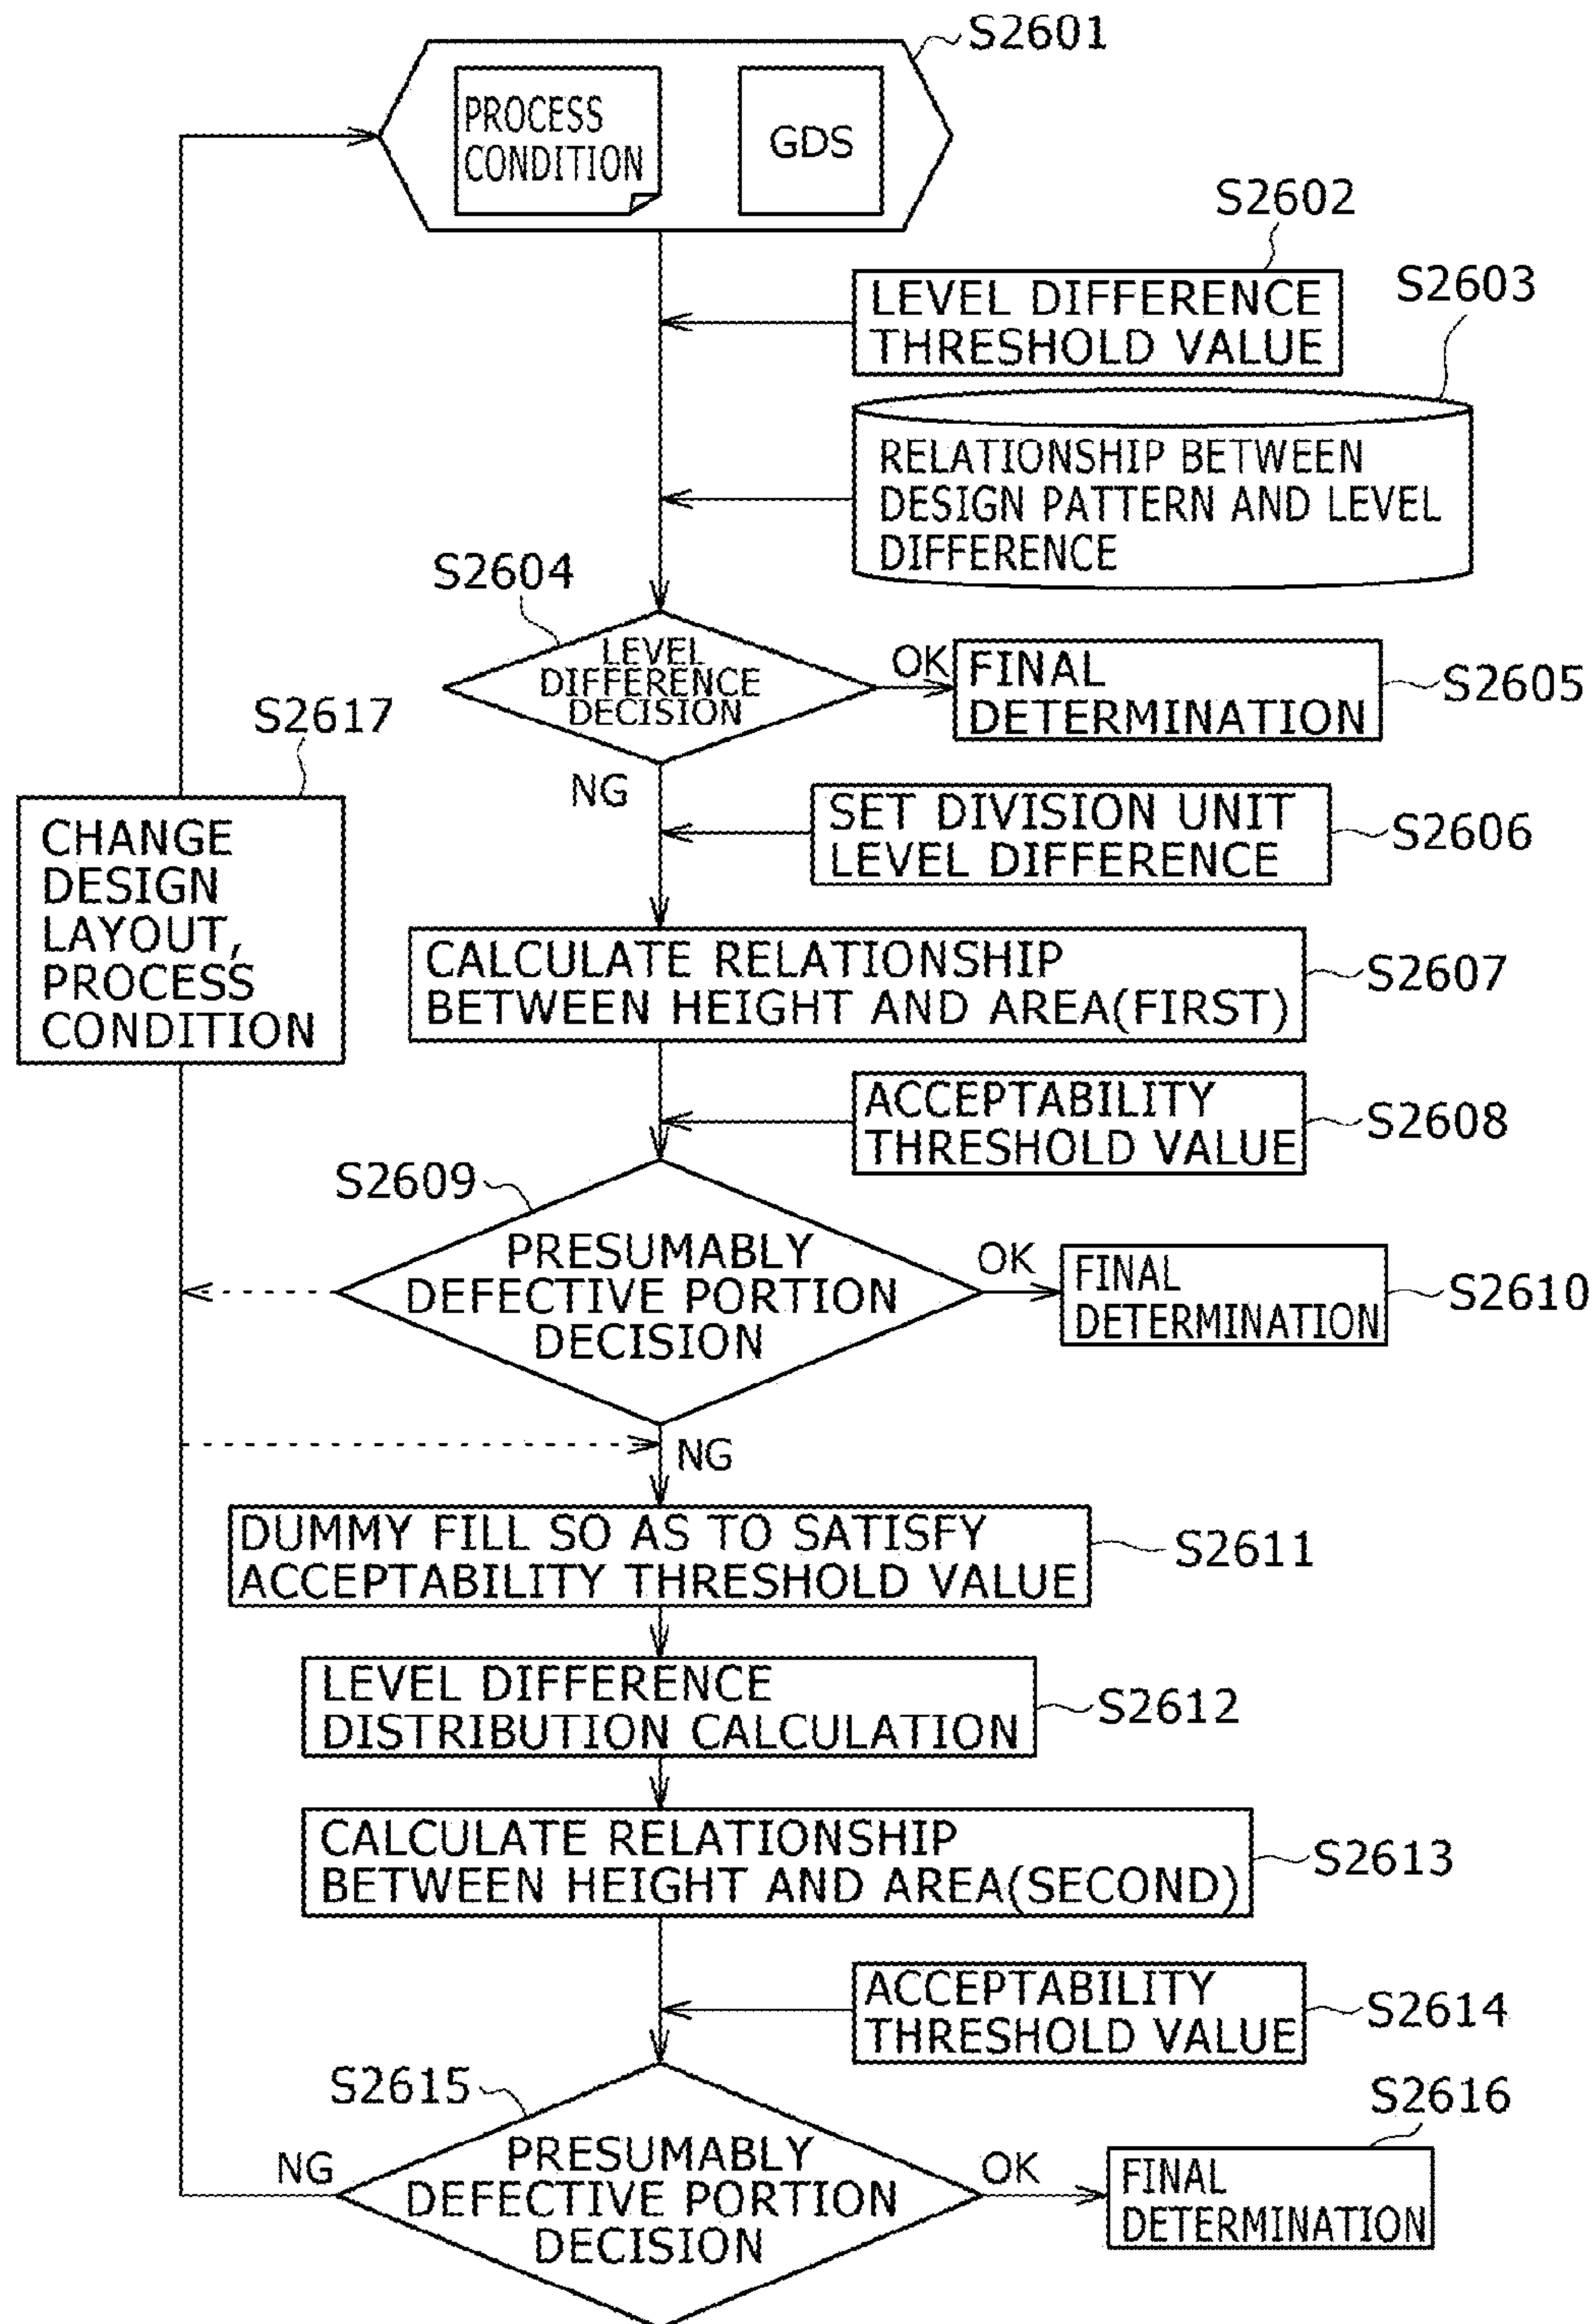 S2601
PROCESS
CONDITION
GDS
S2602
LEVEL DIFFERENCE
THRESHOLD VALUE
S2603
RELATIONSHIP BETWEEN
DESIGN PATTERN AND LEVEL
DIFFERENCE
S2604
LEVEL
DIFFERENCE
DECISION
OK
FINAL
DETERMINATION
S2605
S2617
NG
SET DIVISION UNIT
LEVEL DIFFERENCE
S2606
CHANGE
DESIGN
LAYOUT,
PROCESS
CONDITION
CALCULATE RELATIONSHIP
BETWEEN HEIGHT AND AREA(FIRST)
S2607
ACCEPTABILITY
THRESHOLD VALUE
S2608
S2609
PRESUMABLY
DEFECTIVE PORTION
DECISION
OK
FINAL
DETERMINATION
S2610
NG
DUMMY FILL SO AS TO SATISFY
ACCEPTABILITY THRESHOLD VALUE
S2611
LEVEL DIFFERENCE
DISTRIBUTION CALCULATION
S2612
CALCULATE RELATIONSHIP
BETWEEN HEIGHT AND AREA(SECOND)
S2613
ACCEPTABILITY
THRESHOLD VALUE
S2614
S2615
NG
PRESUMABLY
DEFECTIVE PORTION
DECISION
OK
S2616
FINAL
DETERMINATION